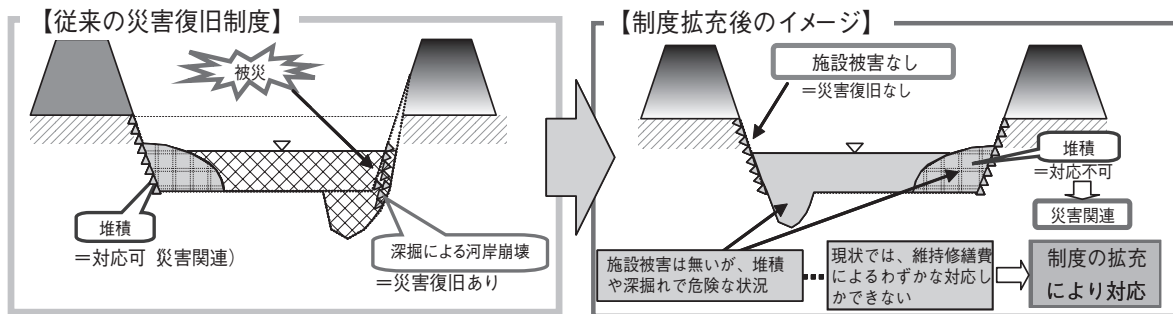 【従来の災害復旧制度】
被災
堆積
=対応可 災害関連）
深掘による河岸崩壊
=災害復旧あり
【制度拡充後のイメージ】
施設被害なし
=災害復旧なし
堆積
=対応不可
災害関連
施設被害は無いが、堆積
や深掘れで危険な状況
現状では、維持修繕費
によるわずかな対応し
かできない
制度の拡充
により対応